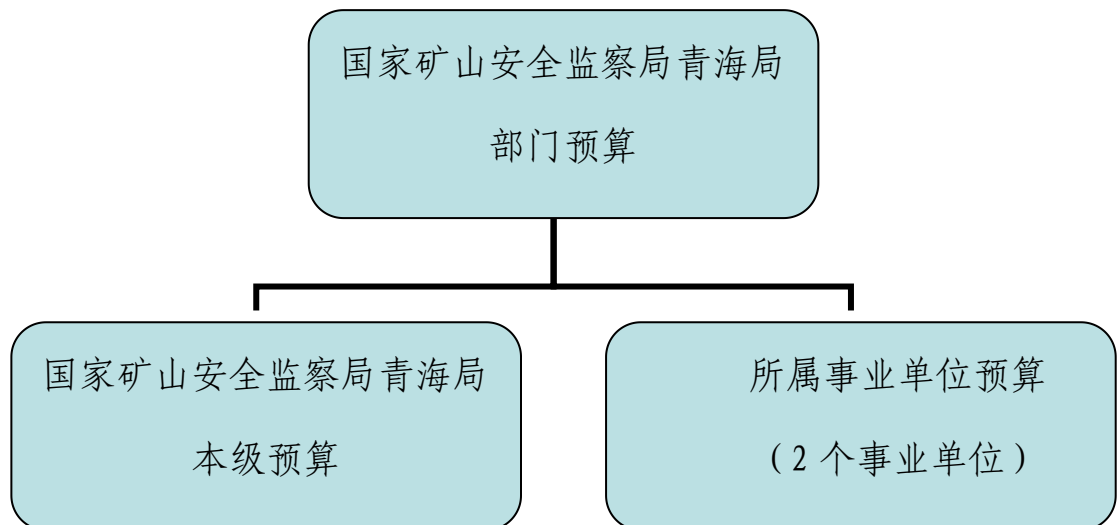 国家矿山安全监察局青海局
部门预算
国家矿山安全监察局青海局
本级预算
所属事业单位预算
（2 个事业单位）